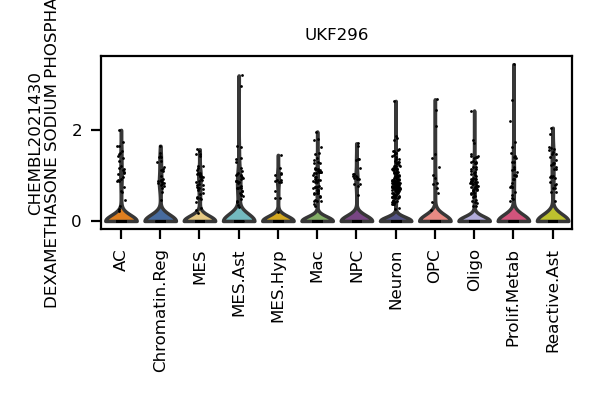 UKF296
CHEMBL2021430
DEXAMETHASONE SODIUM PHOSPHA
2
0
AC
Chromatin.Reg
MES
MES.Ast
MES.Hyp
Mac
NPC
Neuron
OPC
Oligo
Prolif.Metab
Reactive.Ast